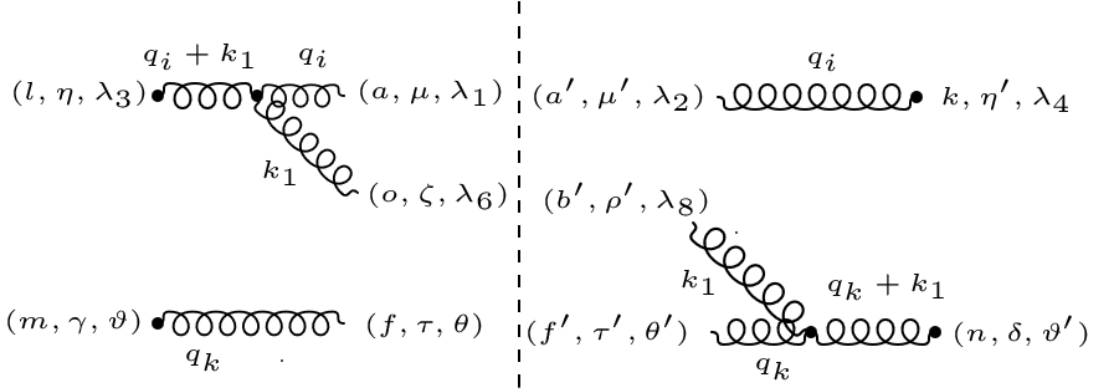 q_i + k_1 q_i q_i
(l, η, λ_3) (a, μ, λ_1) (a′, μ′, λ_2) k, η′, λ_4
k_1 (o, ζ, λ_6) (b′, ρ′, λ_8)
k_1 q_k + k_1
(m, γ, ϑ) (f, τ, θ) (f′, τ′, θ′) (n, δ, ϑ′)
q_k q_k